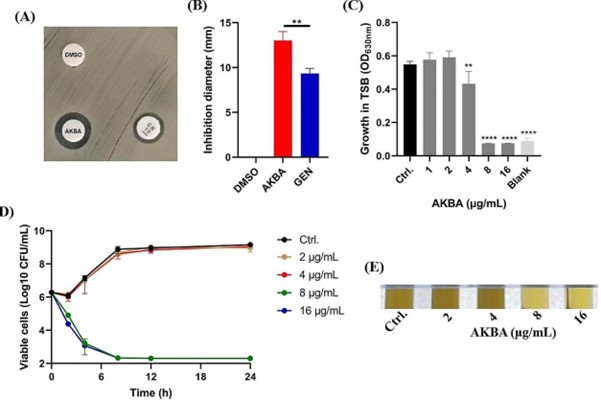 (A)
DMSO
AKBA
(B)
**
Inhibition diameter (mm)
15
10
5
0
DMSO
AKBA
GEN
(C)
Growth in TSB (OD630nm)
0.8
0.6
0.4
0.2
0.0
**
****
****
****
Ctrl.
1
2
4
8
16
Blank
AKBA (μg/mL)
D)
Viable cells (Log10 CFU/mL)
10
8
6
4
2
0
6
12
18
24
Time (h)
Ctrl.
2 μg/mL
4 μg/mL
8 μg/mL
16 μg/mL
(E)
Ctrl.
2
4
8
16
AKBA (μg/mL)